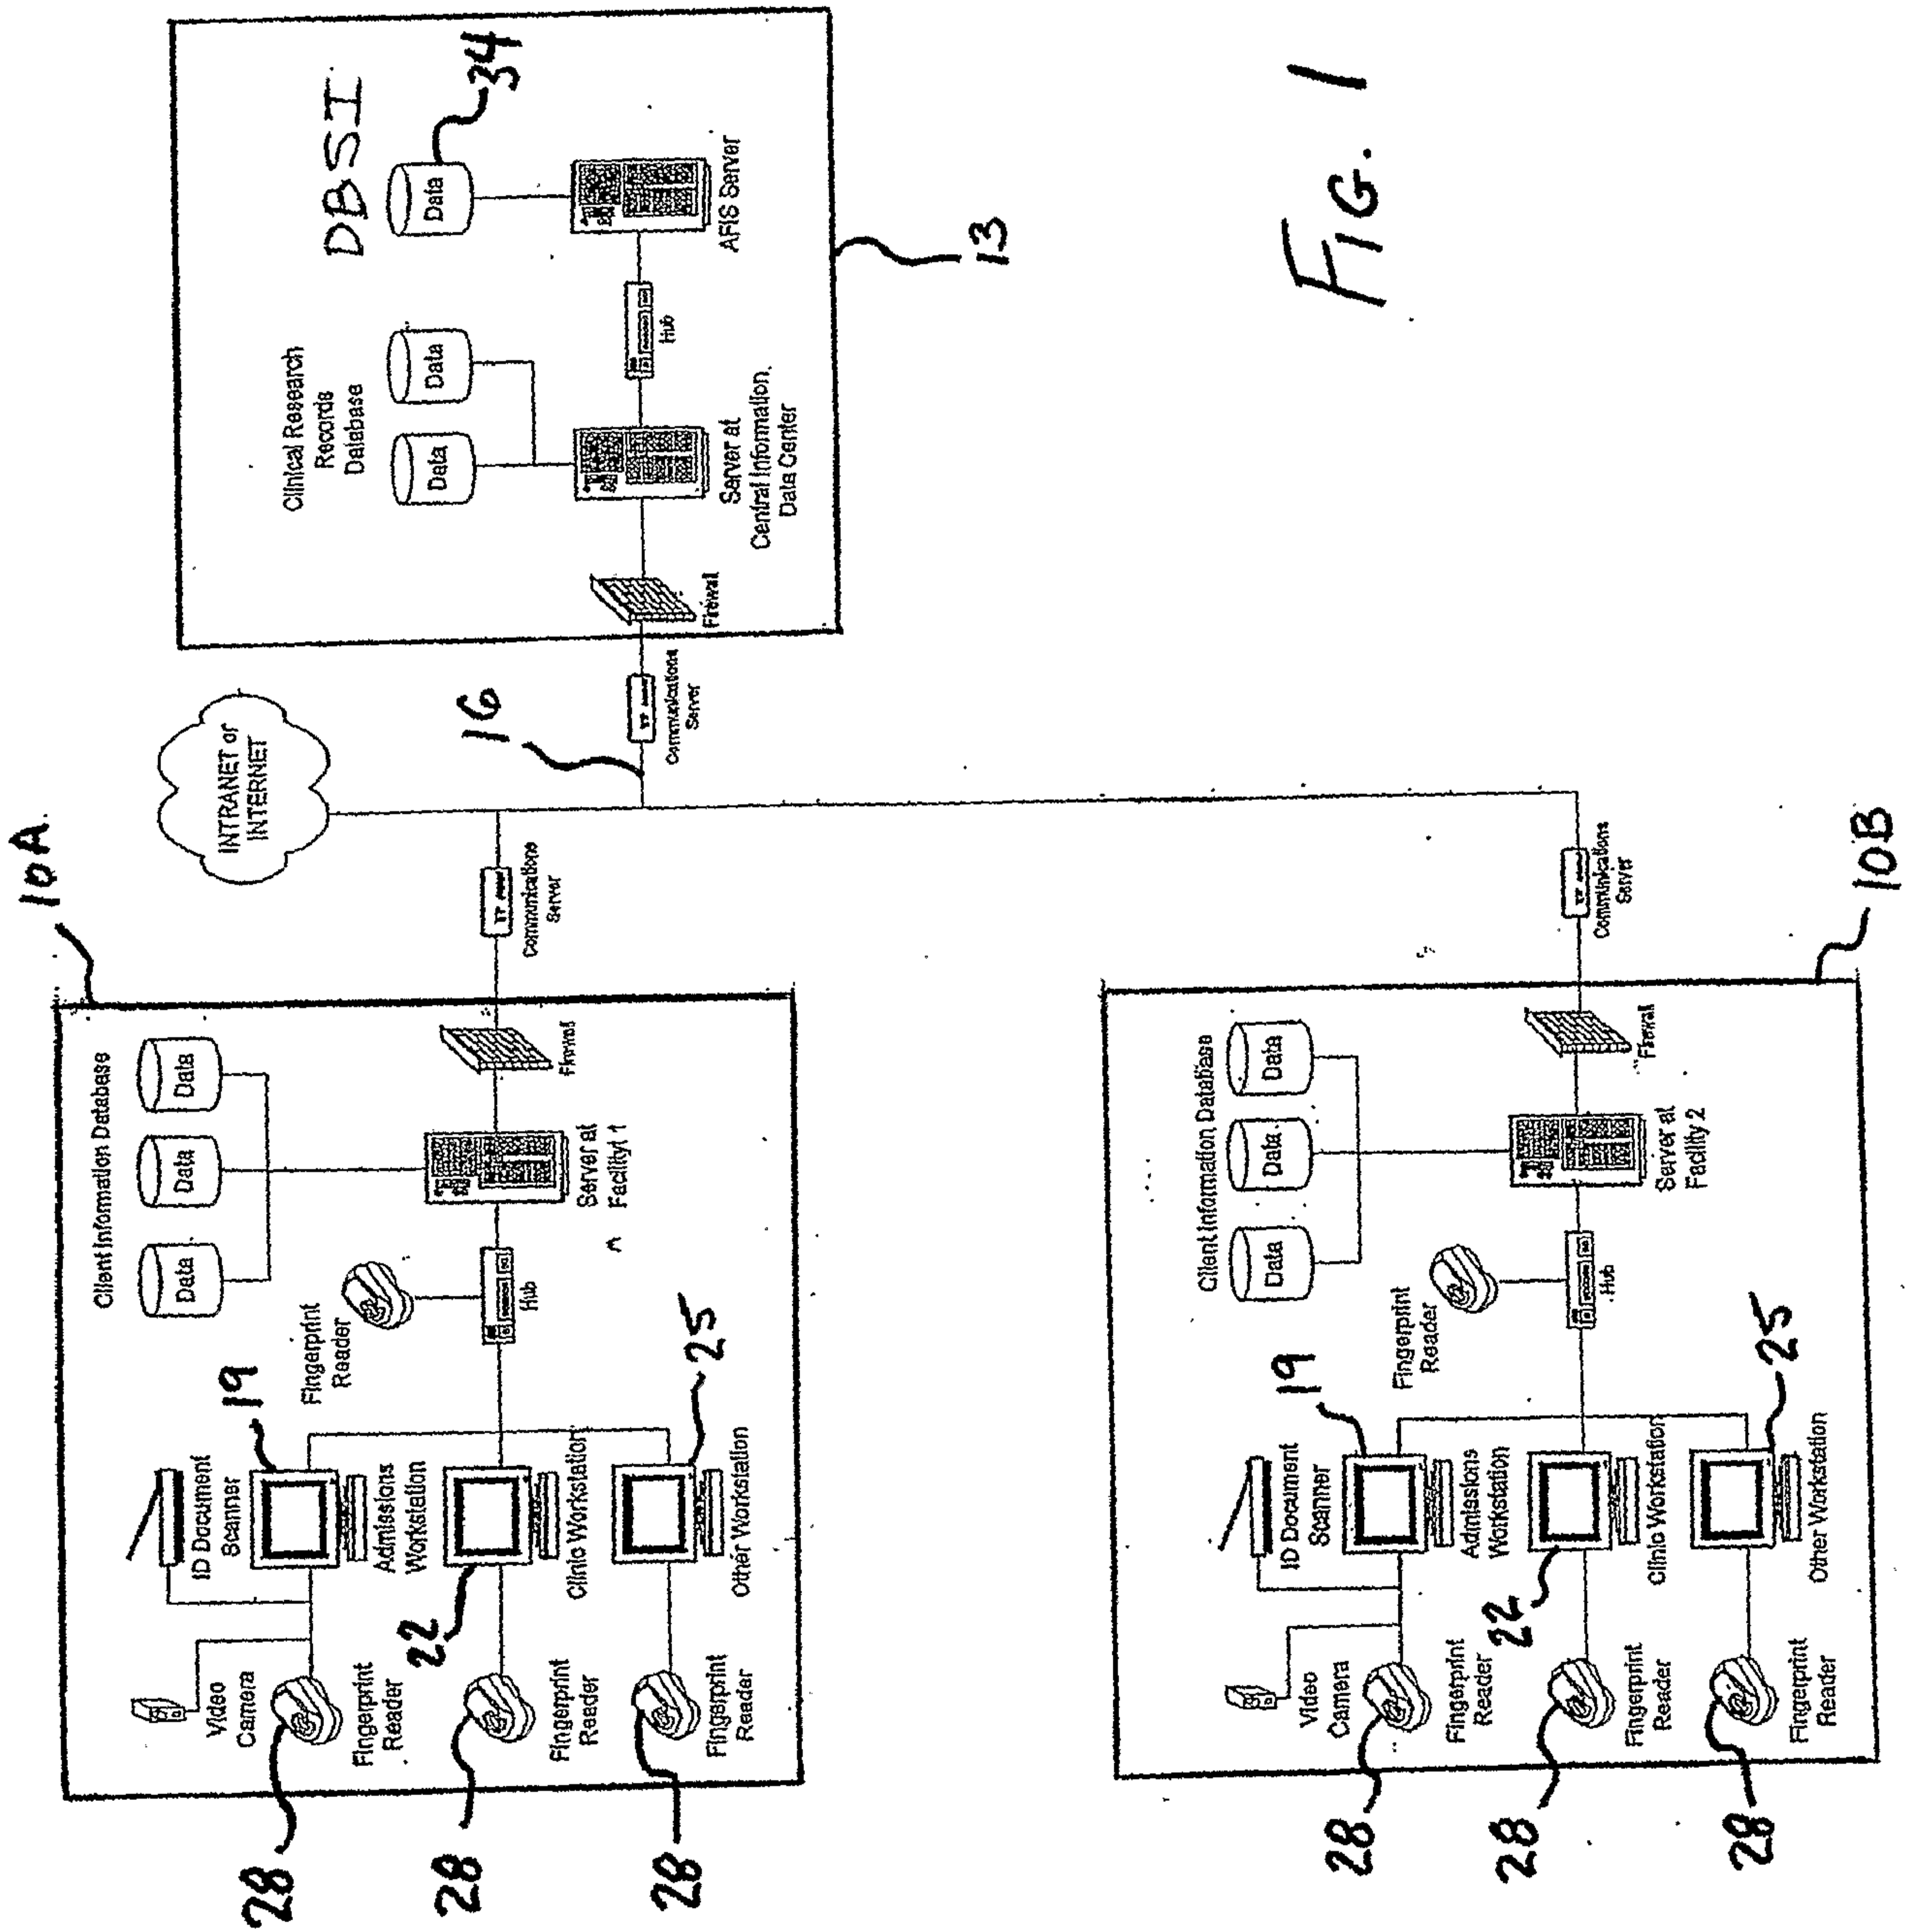 10A
Client Information Database
Data
Data
Data
ID Document
Scanner
Video
Camera
19
28
Fingerprint
Reader
Admissions
Workstation
Fingerprint
Reader
22
28
Fingerprint
Reader
Clinic Workstation
Hub
Server at
Facilityt 1
Firewall
Communications
Server
25
28
Fingerprint
Reader
Other Workstation
INTRANET or
INTERNET
16
Communications
Server
Firewall
Clinical Research
Records
Database
Data
Data
DBSI
Data
34
Server at
Central Information
Data Center
Hub
AFIS Server
13
10B
Client Information Database
Data
Data
Data
ID Document
Scanner
Video
Camera
19
28
Fingerprint
Reader
Admissions
Workstation
Fingerprint
Reader
22
28
Fingerprint
Reader
Clinic Workstation
Hub
Server at
Facility 2
Firewall
Communications
Server
25
28
Fingerprint
Reader
Other Workstation
FIG. 1